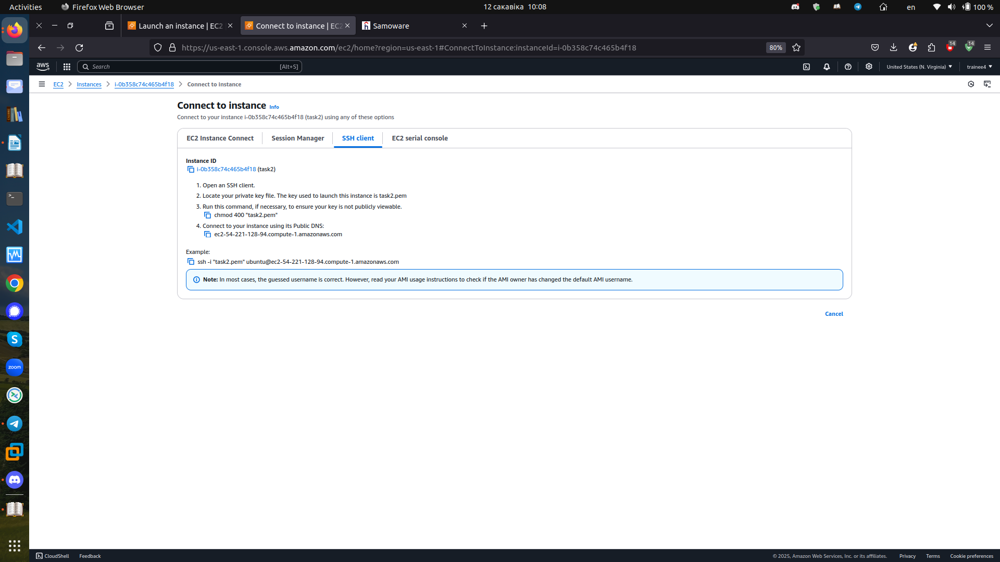 Activities
Firefox Web Browser
12 сакавіка 10:08
en
100 %
Launch an instance | EC2
Connect to instance | EC2
Samoware
https://us-east-1.console.aws.amazon.com/ec2/home?region=us-east-1#ConnectToInstance:instanceId=i-0b358c74c465b4f18
80%
14
14
aws
Search
[Alt+S]
United States (N. Virginia)
trainee4
EC2
Instances
i-0b358c74c465b4f18
Connect to instance
Connect to instance Info
Connect to your instance i-0b358c74c465b4f18 (task2) using any of these options
EC2 Instance Connect
Session Manager
SSH client
EC2 serial console
Instance ID
i-0b358c74c465b4f18 (task2)
1. Open an SSH client.
2. Locate your private key file. The key used to launch this instance is task2.pem
3. Run this command, if necessary, to ensure your key is not publicly viewable.
chmod 400 "task2.pem"
4. Connect to your instance using its Public DNS:
ec2-54-221-128-94.compute-1.amazonaws.com
Example:
ssh -i "task2.pem" ubuntu@ec2-54-221-128-94.compute-1.amazonaws.com
Note: In most cases, the guessed username is correct. However, read your AMI usage instructions to check if the AMI owner has changed the default AMI username.
Cancel
zoom
CloudShell
Feedback
© 2025, Amazon Web Services, Inc. or its affiliates.
Privacy
Terms
Cookie preferences